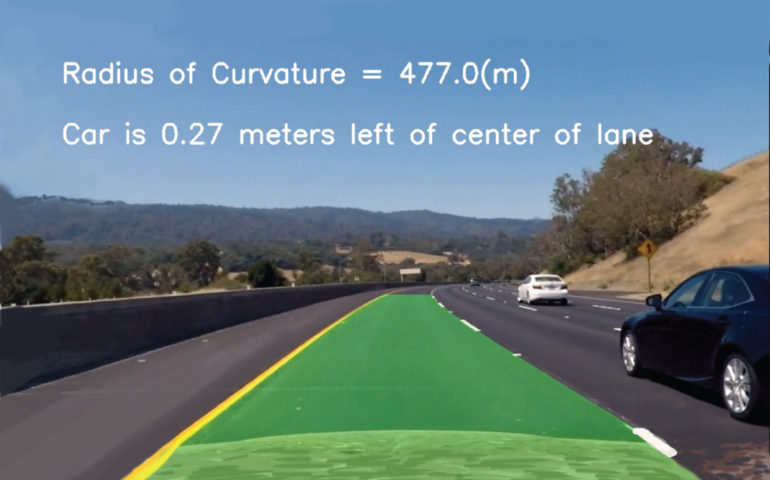 Radius of Curvature = 477.0(m)
Car is 0.27 meters left of center of lane